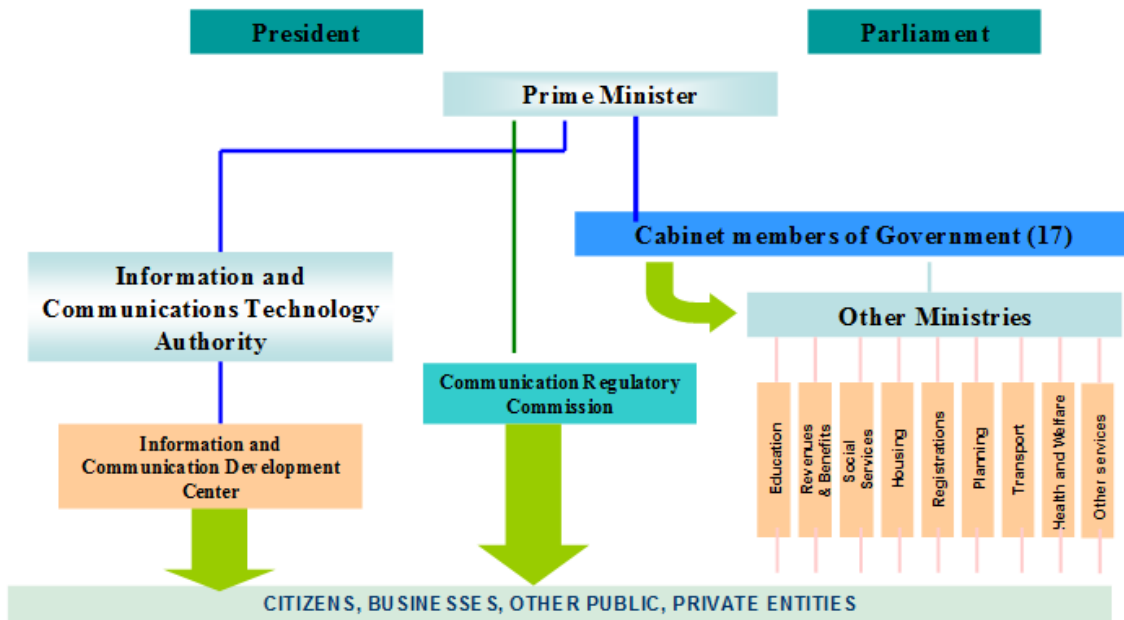 President
Parliament
Prime Minister
Cabinet members of Government (17)
Information and
Communications Technology
Authority
Other Ministries
Communication Regulatory
Commission
Information and
Communication Development
Center
Education
Revenues
& Benefits
Social
Services
Housing
Registrations
Planning
Transport
Health and Welfare
Other services
CITIZENS, BUSINESSES, OTHER PUBLIC, PRIVATE ENTITIES